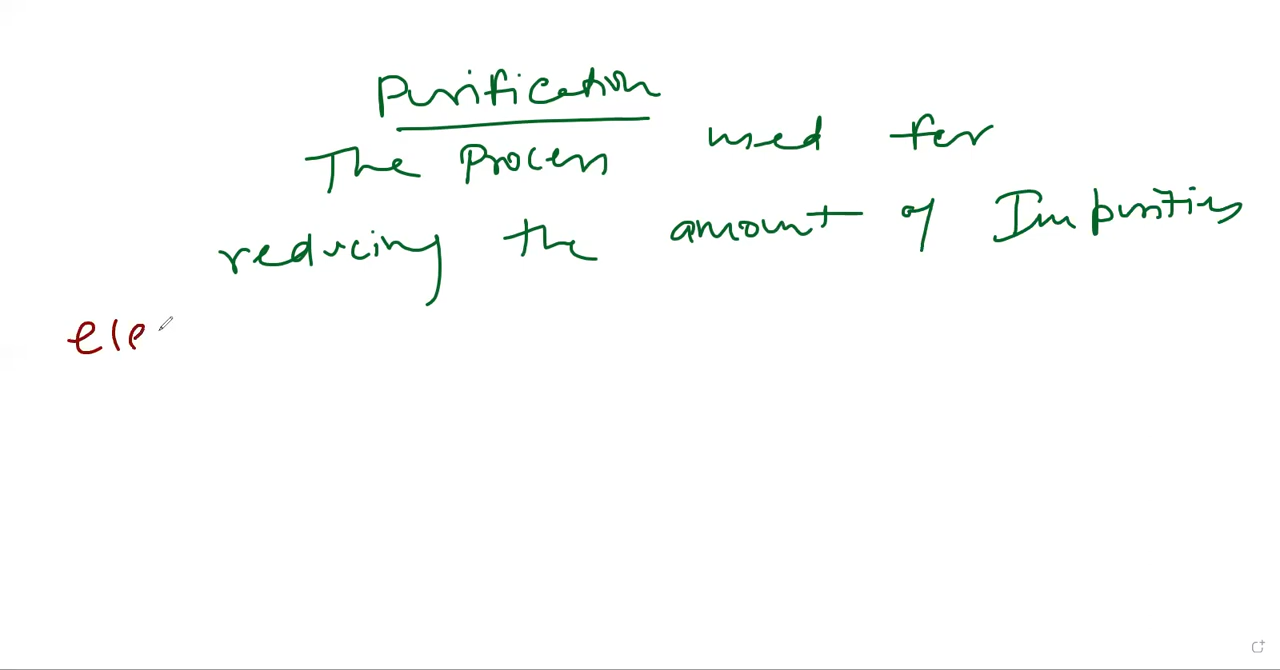 Purification
The Process used for
reducing the amount of Impurities
ele